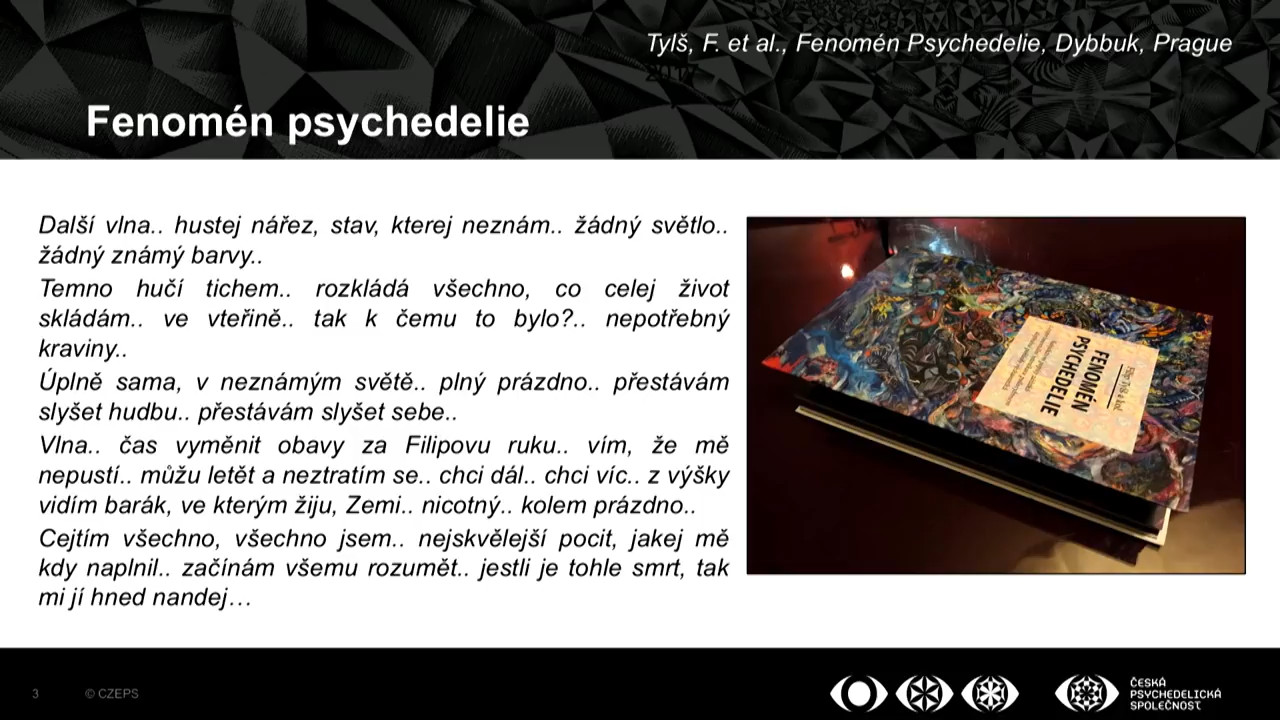 Tylš, F. et al., Fenomén Psychedelie, Dybbuk, Prague
2017
Fenomén psychedelie
Další vlna.. hustej nářez, stav, kterej neznám.. žádný světlo..
žádný známý barvy..
Temno hučí tichem.. rozkládá všechno, co celej život
skládám.. ve vteřině.. tak k čemu to bylo?.. nepotřebný
kraviny..
Úplně sama, v neznámým světě.. plný prázdno.. přestávám
slyšet hudbu.. přestávám slyšet sebe..
Vlna.. čas vyměnit obavy za Filipovu ruku.. vím, že mě
nepustí.. můžu letět a neztratím se.. chci dál.. chci víc.. z výšky
vidím barák, ve kterým žiju, Zemi.. nicotný.. kolem prázdno..
Cejtím všechno, všechno jsem.. nejskvělejší pocit, jakej mě
kdy naplnil.. začínám všemu rozumět.. jestli je tohle smrt, tak
mi jí hned nandej…
Filip Tylš a kol.
FENOMÉN
PSYCHEDELIE
3
© CZEPS
ČESKÁ
PSYCHEDELICKÁ
SPOLEČNOST